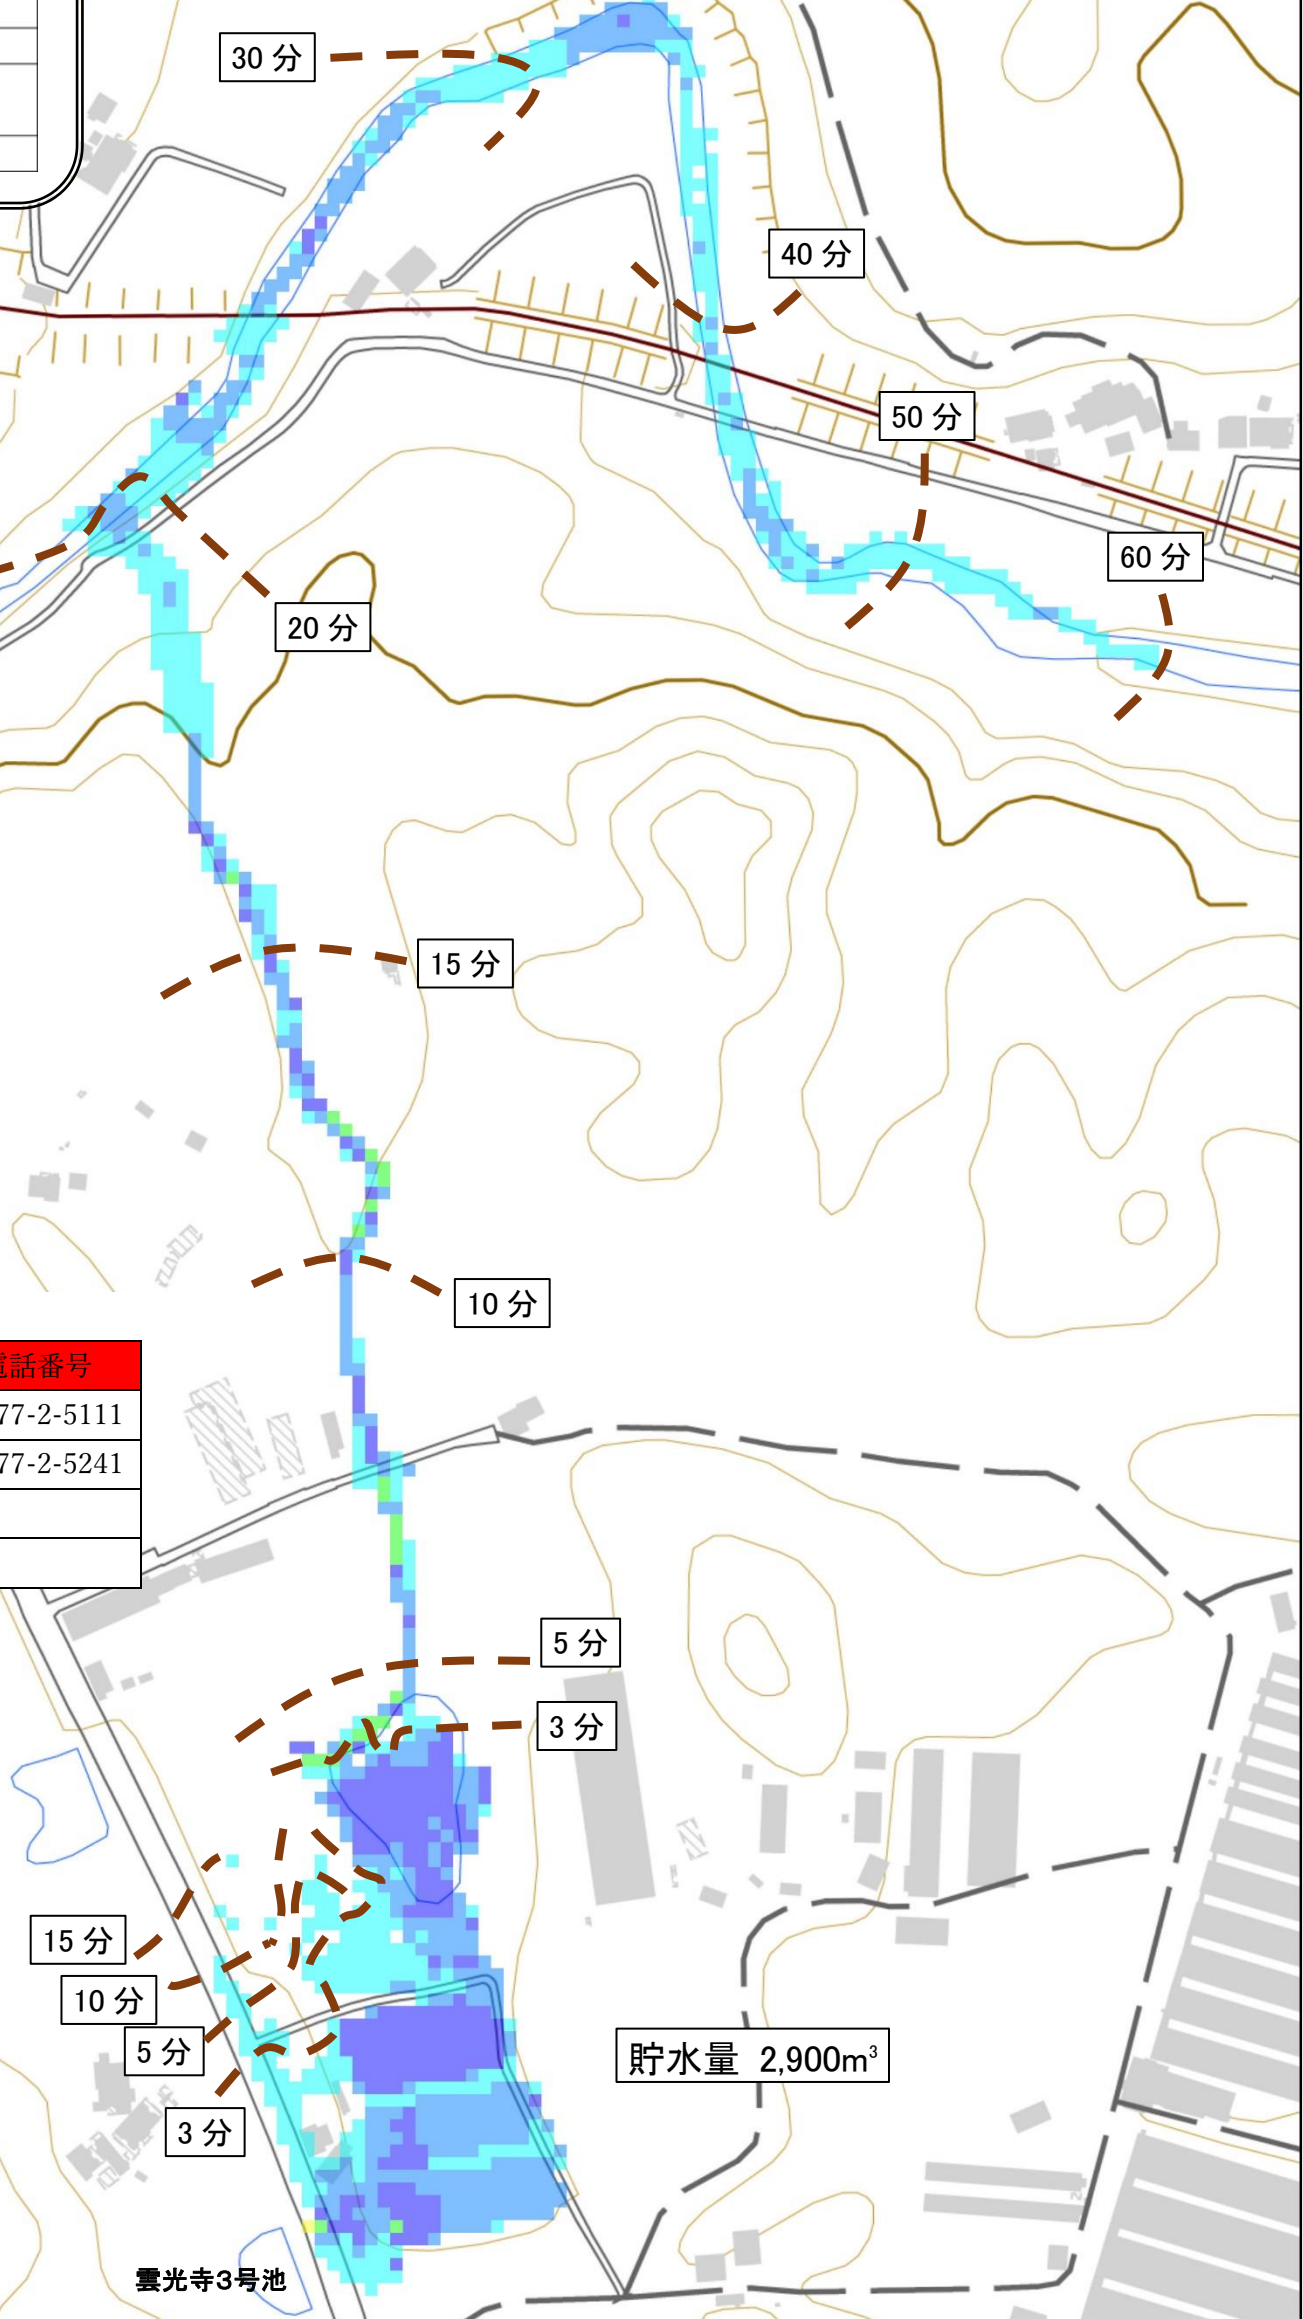 30 分
40 分
50 分
60 分
20 分
15 分
10 分
電話番号
77-2-5111
77-2-5241
5 分
3 分
15 分
10 分
5 分
3 分
貯水量 2,900m³
雲光寺3号池